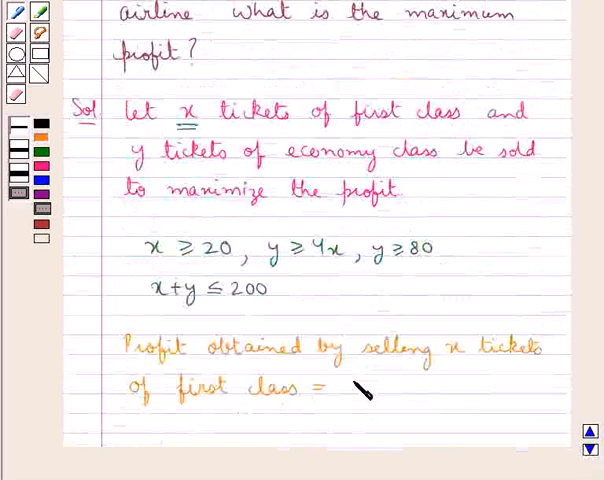 airline what is the maximum
profit?
Sol. Let x tickets of first class and
y tickets of economy class be sold
to maximize the profit.
x ≥ 20, y ≥ 4x, y ≥ 80
x+y ≤ 200
Profit obtained by selling x tickets
of first class =